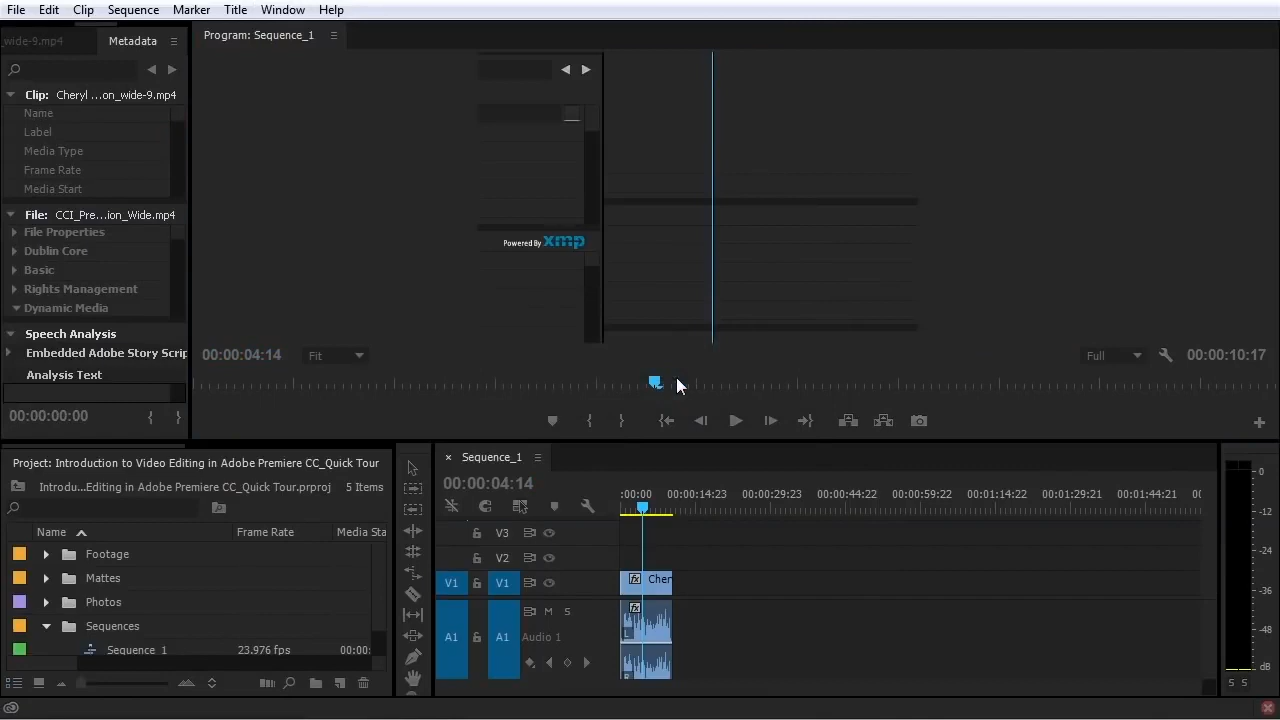 File Edit Clip Sequence Marker Title Window Help
_wide-9.mp4 Metadata
Program: Sequence_1
Clip: Cheryl ...on_wide-9.mp4
Name
Label
Media Type
Frame Rate
Media Start
File: CCI_Pre...ion_Wide.mp4
File Properties
Dublin Core
Basic
Rights Management
Dynamic Media
Powered By xmp
Speech Analysis
Embedded Adobe Story Scrip
Analysis Text
00:00:00:00
00:00:04:14 Fit Full 00:00:10:17
Project: Introduction to Video Editing in Adobe Premiere CC_Quick Tour
Introdu...Editing in Adobe Premiere CC_Quick Tour.prproj 5 Items
Name Frame Rate Media Sta
Footage
Mattes
Photos
Sequences
Sequence 1 23.976 fps 00:00:
× Sequence_1
00:00:04:14
:00:00 00:00:14:23 00:00:29:23 00:00:44:22 00:00:59:22 00:01:14:22 00:01:29:21 00:01:44:21 00:
V3
V2
V1 V1 fx Cher
A1 A1 M S fx
Audio 1
L
R
0
-12
-24
-36
-48
dB
5 5